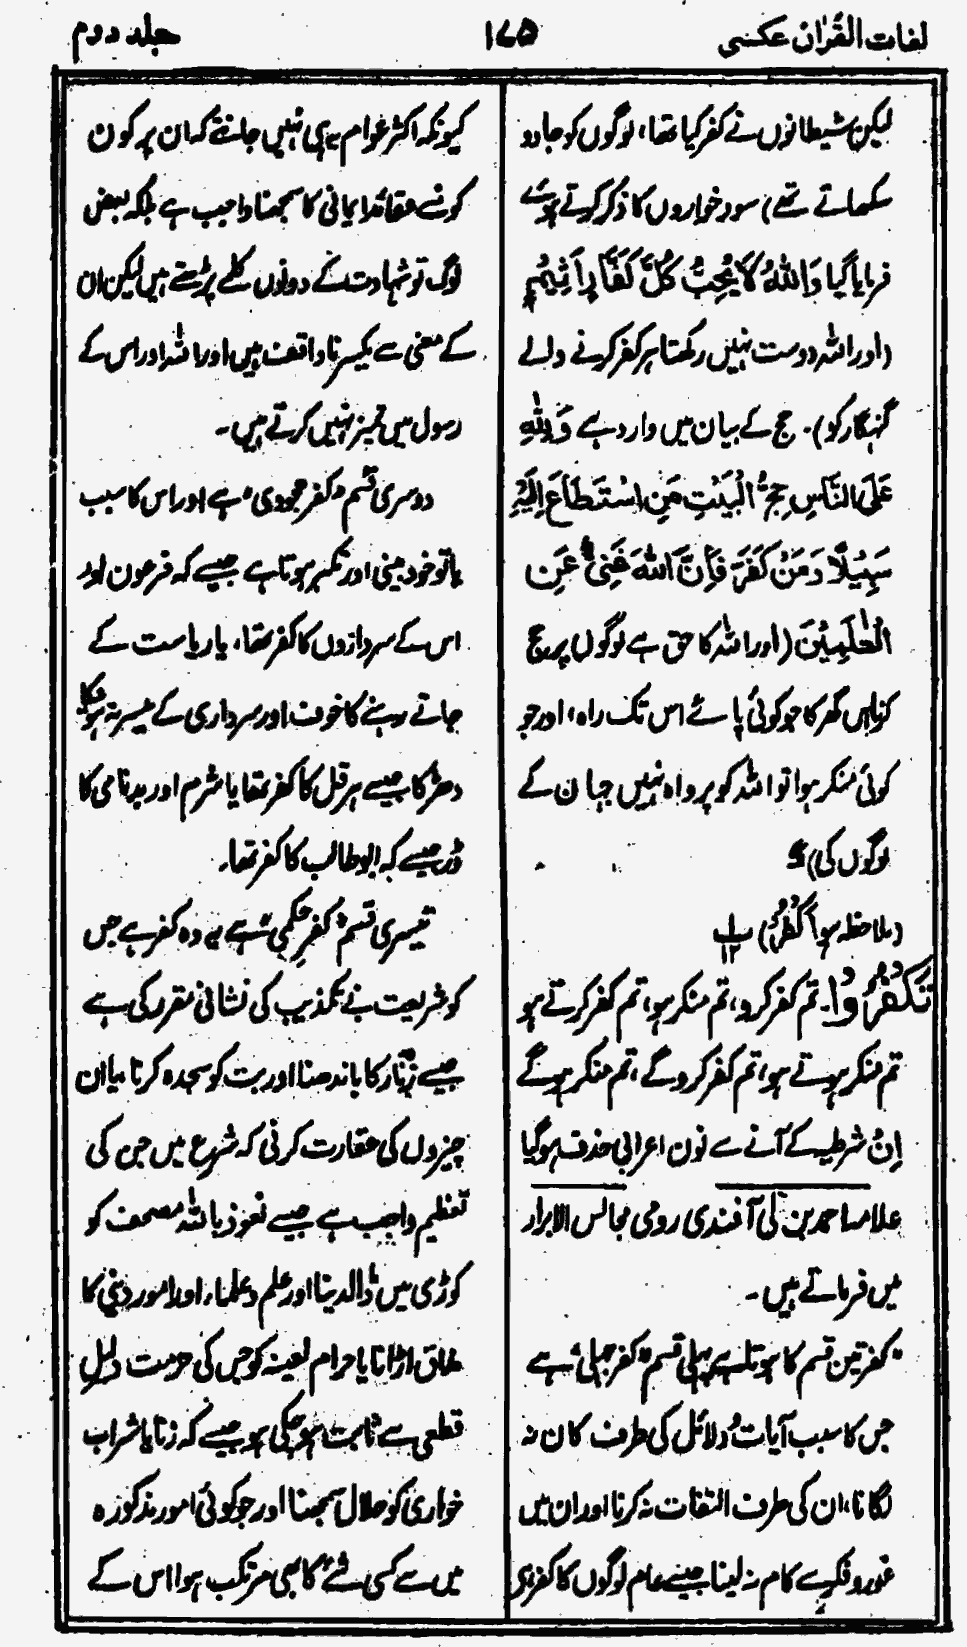 لغات القرآن عکسی
۱۷۵
جلد دوم
لیکن شیطانوں نے کفر کیا تھا، لوگوں کو جادو
سکھاتے تھے) سود خواروں کا ذکر کرتے ہوئے
فرمایا گیا وَاللّٰهُ لَا یُحِبُّ کُلَّ کَفَّارٍ اَثِیْمٍ
(اور اللہ دوست نہیں رکھتا ہر کفر کرنے والے
گنہگار کو)۔ حج کے بیان میں وارد ہے وَلِلّٰهِ
عَلَی النَّاسِ حِجُّ الْبَیْتِ مَنِ اسْتَطَاعَ اِلَیْهِ
سَبِیْلًا وَمَنْ کَفَرَ فَاِنَّ اللّٰهَ غَنِیٌّ عَنِ
الْعٰلَمِیْنَ (اور اللہ کا حق ہے لوگوں پر حج
کرنا اس گھر کا جو کوئی پائے اس تک راہ، اور جو
کوئی منکر ہوا تو اللہ کو پرواہ نہیں جہان کے
لوگوں کی)
(ملاحظہ ہو اُکْفُرْ)
تَکْفُرُوْا۔ تم کفر کرو، تم منکر ہو، تم کفر کرتے ہو
تم منکر ہوتے ہو، تم کفر کرو گے، تم منکر ہو گے
اِنْ شرطیہ کے آنے سے نون اعرابی حذف ہو گیا
علامہ احمد بن آفندی رومی مجالس الابرار
میں فرماتے ہیں۔
"کفر تین قسم کا ہوتا ہے پہلی قسم "کفر جہلی" ہے
جس کا سبب آیات و دلائل کی طرف کان نہ
لگانا، ان کی طرف التفات نہ کرنا اور ان میں
غور و فکر سے کام نہ لینا جیسے عام لوگوں کا کفر
کیونکہ اکثر عوام یہ ہی نہیں جانتے کہ ان پر کون
کونسے عقائد ایمانی کا سمجھنا واجب ہے بلکہ بعض
لوگ تو شہادت کے دونوں کلمے پڑھتے ہیں لیکن ان
کے معنی سے یکسر ناواقف ہیں اور اللہ اور اس کے
رسول میں تمیز نہیں کرتے ہیں۔
دوسری قسم "کفر جحودی" ہے اور اس کا سبب
یا تو خود بینی اور تکبر ہوتا ہے جیسے کہ فرعون اور
اس کے سرداروں کا کفر تھا، یا ریاست کے
جاتے رہنے کا خوف اور سرداری کے میسر نہ ہونیکا
دھڑکا جیسے ہرقل کا کفر تھا یا شرم اور بدنامی کا
ڈر جیسے کہ ابوطالب کا کفر تھا۔
تیسری قسم "کفر حکمی" ہے یہ وہ کفر ہے جس
کو شریعت نے تکذیب کی نشانی مقرر کی ہے
جیسے زنار کا باندھنا اور بت کو سجدہ کرنا یا ان
چیزوں کی حقارت کرنی کہ شرع میں جن کی
تعظیم واجب ہے جیسے نعوذ باللہ مصحف کو
کوڑی میں ڈالدینا اور علم و علماء، اور امور دینی کا
مذاق اڑانا یا حرام لعینہ کو جس کی حرمت دلیل
قطعی سے ثابت ہو چکی ہو جیسے کہ زنا یا شراب
خواری کو حلال سمجھنا اور جو کوئی امور مذکورہ
میں سے کسی شئے کا بھی مرتکب ہوا اس کے